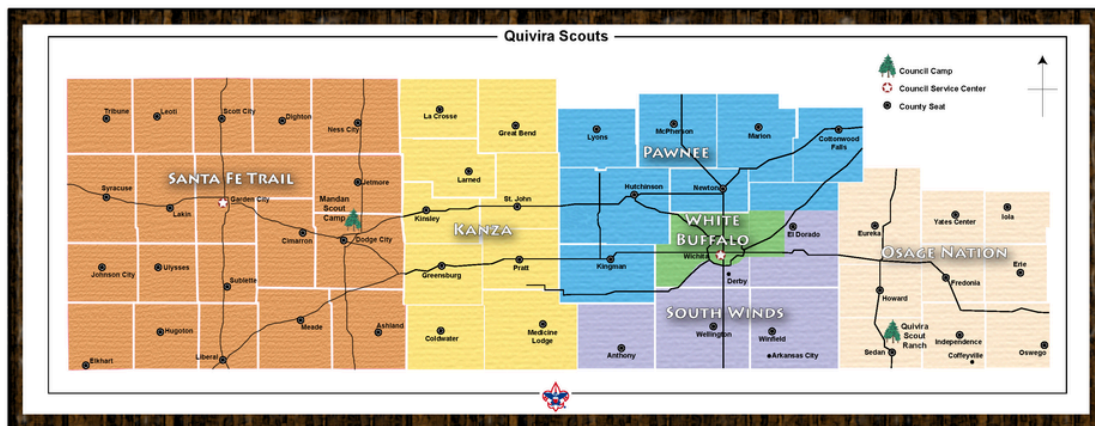 Quivira Scouts
Council Camp
Council Service Center
County Seat
Tribune
Leoti
Scott City
Dighton
Ness City
La Crosse
Great Bend
Lyons
McPherson
Marion
Cottonwood
Falls
PAWNEE
SANTA FE TRAIL
Syracuse
Lakin
Garden City
Jetmore
Mandan
Scout
Camp
Cimarron
Dodge City
Larned
Kinsley
St. John
KANZA
Hutchinson
Newton
WHITE
BUFFALO
Wichita
El Dorado
Eureka
Yates Center
Iola
OSAGE NATION
Johnson City
Ulysses
Sublette
Greensburg
Pratt
Kingman
Derby
Erie
Fredonia
Howard
Hugoton
Meade
Ashland
Coldwater
Medicine
Lodge
SOUTH WINDS
Wellington
Winfield
Anthony
Arkansas City
Quivira
Scout
Ranch
Sedan
Independence
Coffeyville
Oswego
Elkhart
Liberal